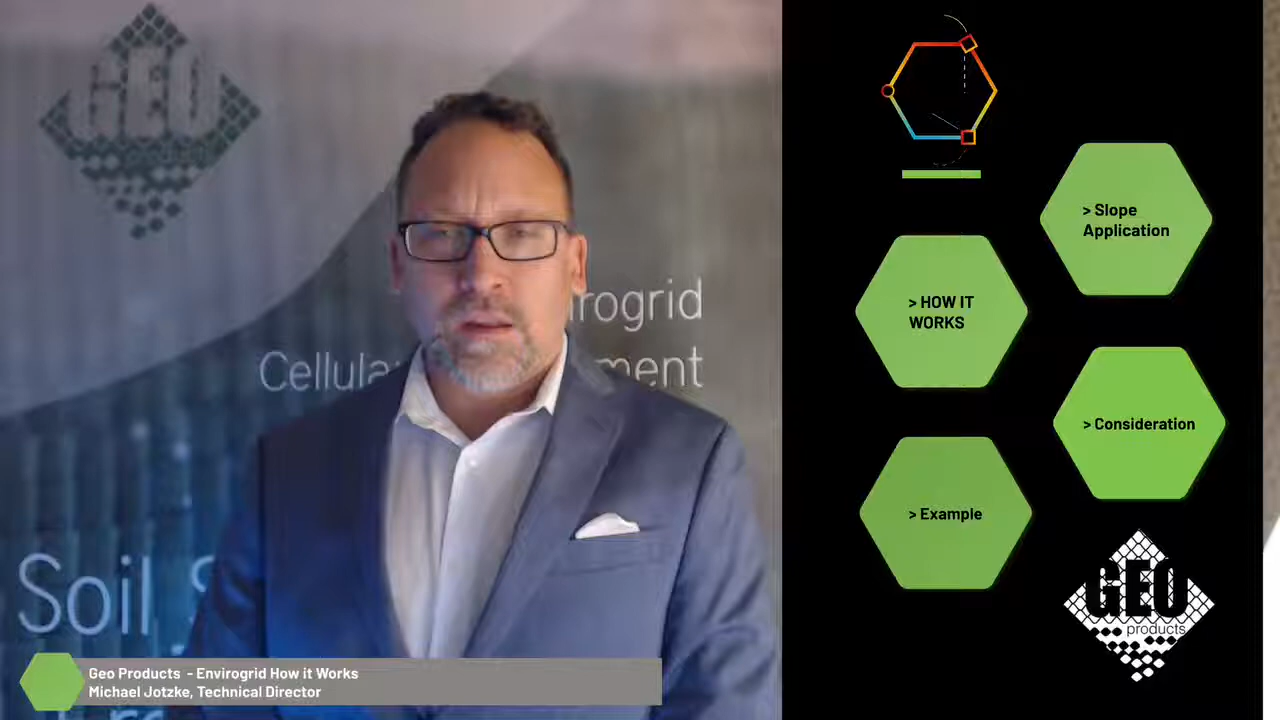 GEO
irogrid
Cellula ment
Soil
Geo Products - Envirogrid How it Works
Michael Jotzke, Technical Director
> Slope
Application
> HOW IT
WORKS
> Consideration
> Example
GEO
products